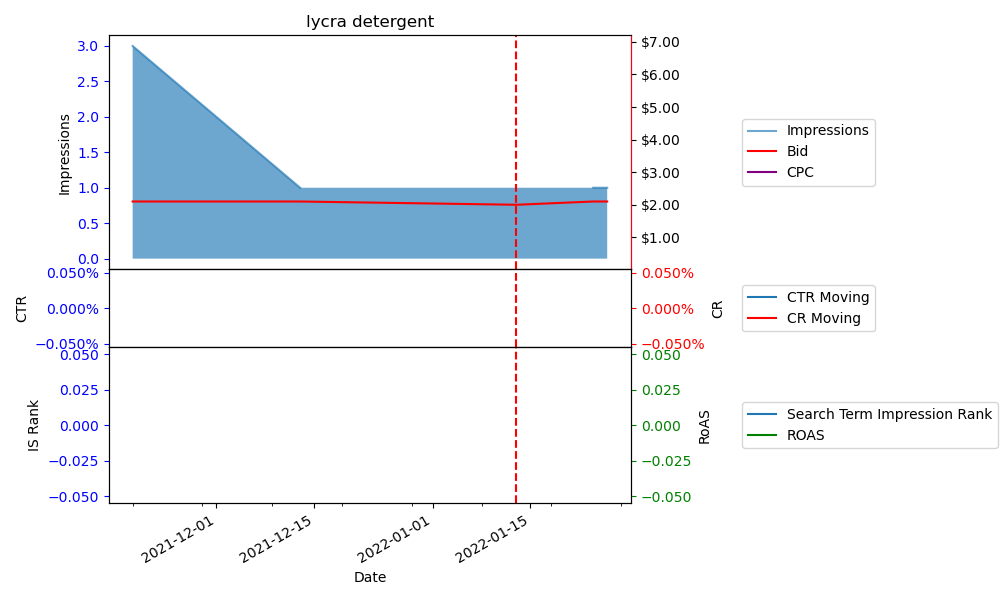 lycra detergent
3.0
2.5
2.0
1.5
1.0
0.5
0.0
Impressions
$7.00
$6.00
$5.00
$4.00
$3.00
$2.00
$1.00
Impressions
Bid
CPC
0.050%
0.000%
−0.050%
CTR
0.050%
0.000%
−0.050%
CR
CTR Moving
CR Moving
0.050
0.025
0.000
−0.025
−0.050
IS Rank
0.050
0.025
0.000
−0.025
−0.050
RoAS
Search Term Impression Rank
ROAS
2021-12-01
2021-12-15
2022-01-01
2022-01-15
Date